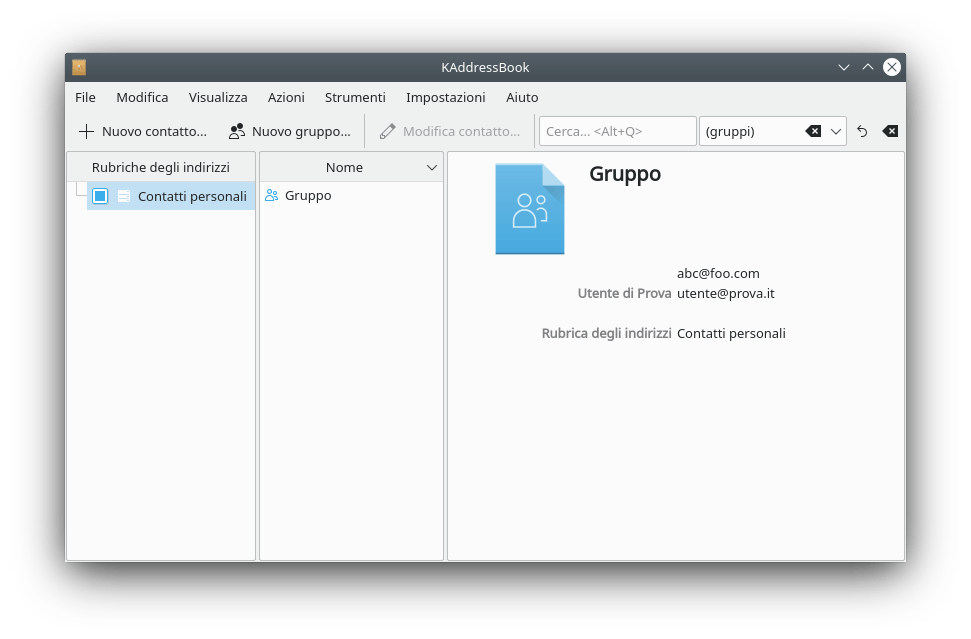 KAddressBook
File Modifica Visualizza Azioni Strumenti Impostazioni Aiuto
Nuovo contatto... Nuovo gruppo... Modifica contatto... Cerca... <Alt+Q> (gruppi)
Rubriche degli indirizzi
Contatti personali
Nome
Gruppo
Gruppo
abc@foo.com
Utente di Prova utente@prova.it
Rubrica degli indirizzi Contatti personali